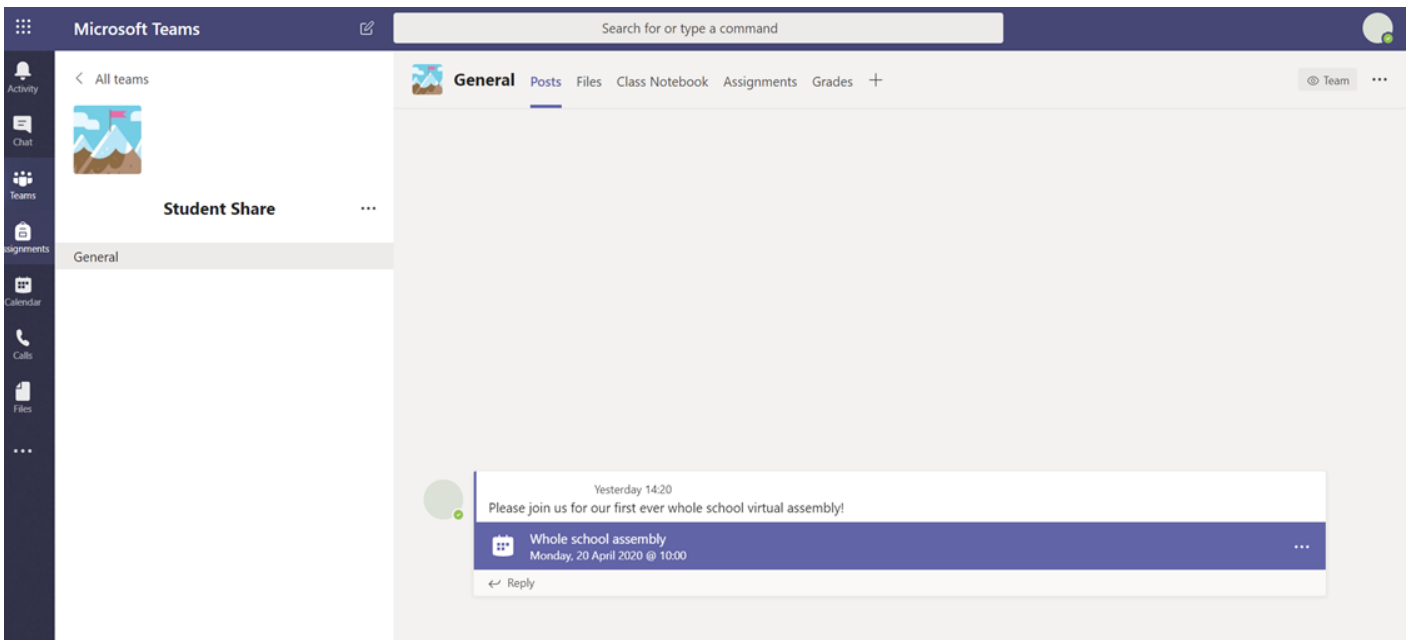 Microsoft Teams
Search for or type a command
Activity
Chat
Teams
ssignments
Calendar
Calls
Files
All teams
Student Share
General
General Posts Files Class Notebook Assignments Grades
Team
Yesterday 14:20
Please join us for our first ever whole school virtual assembly!
Whole school assembly
Monday, 20 April 2020 @ 10:00
Reply